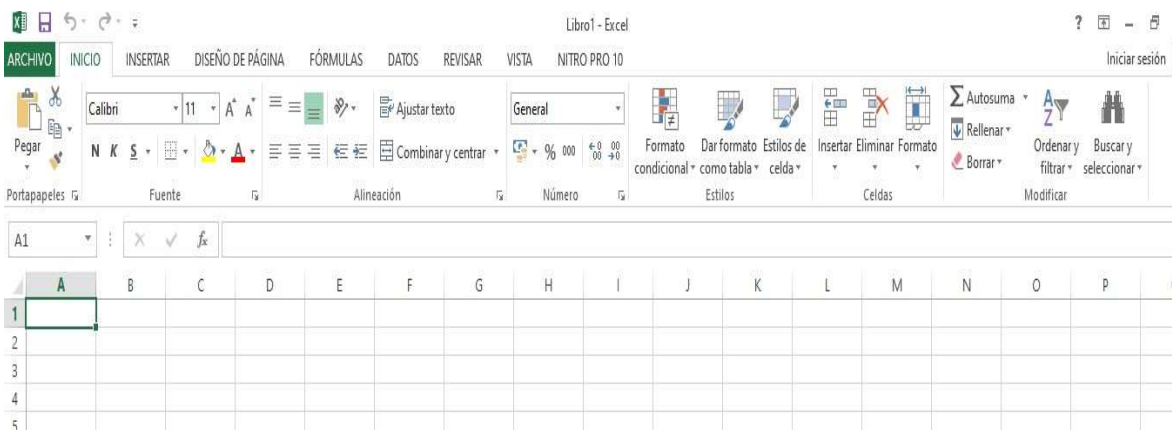 Libro1 - Excel
ARCHIVO INICIO INSERTAR DISEÑO DE PÁGINA FÓRMULAS DATOS REVISAR VISTA NITRO PRO 10 Iniciar sesión
Calibri 11 Ajustar texto General Autosuma
Rellenar
Pegar N K S Combinar y centrar % 000 Formato condicional Dar formato como tabla Estilos de celda Insertar Eliminar Formato Borrar Ordenar y filtrar Buscar y seleccionar
Portapapeles Fuente Alineación Número Estilos Celdas Modificar
A1 fx
A B C D E F G H I J K L M N O P
1
2
3
4
5